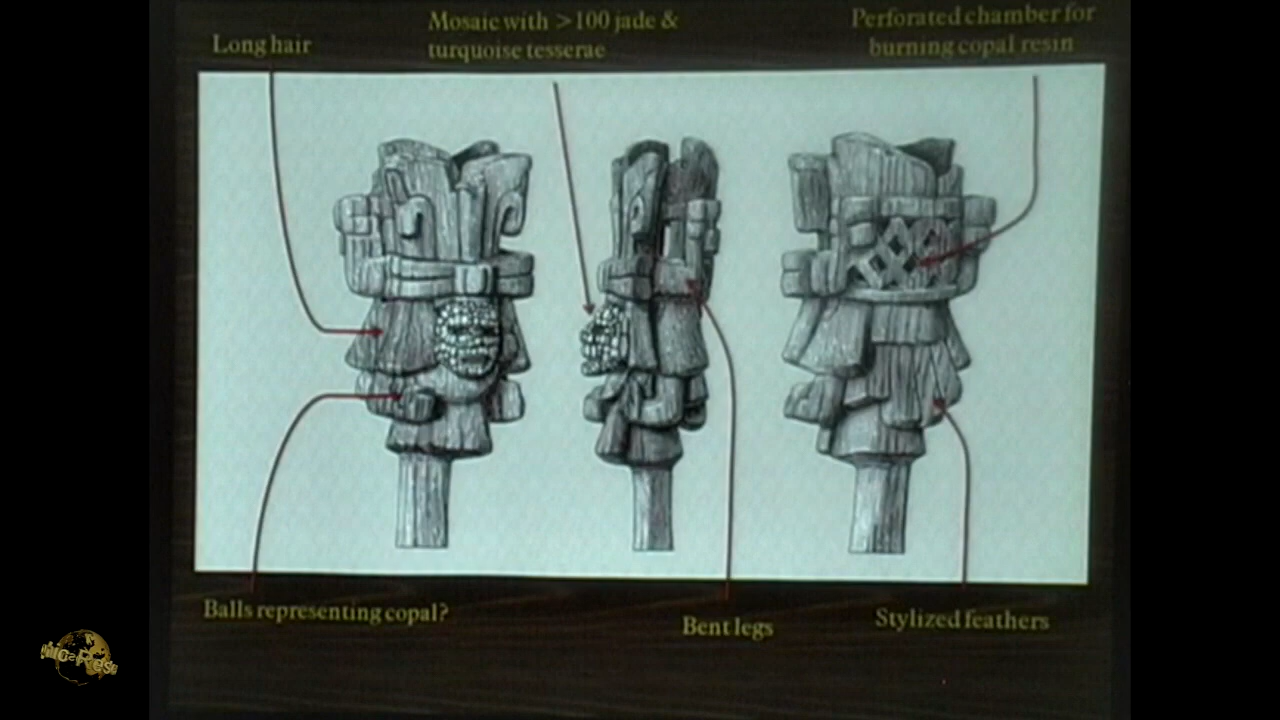 Long hair
Mosaic with >100 jade &
turquoise tesserae
Perforated chamber for
burning copal resin
Balls representing copal?
Bent legs
Stylized feathers